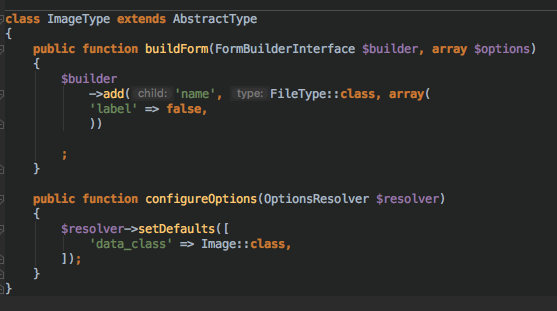 class ImageType extends AbstractType
{
    public function buildForm(FormBuilderInterface $builder, array $options)
    {
        $builder
            ->add( child: 'name', type: FileType::class, array(
            'label' => false,
            ))

        ;
    }

    public function configureOptions(OptionsResolver $resolver)
    {
        $resolver->setDefaults([
            'data_class' => Image::class,
        ]);
    }
}